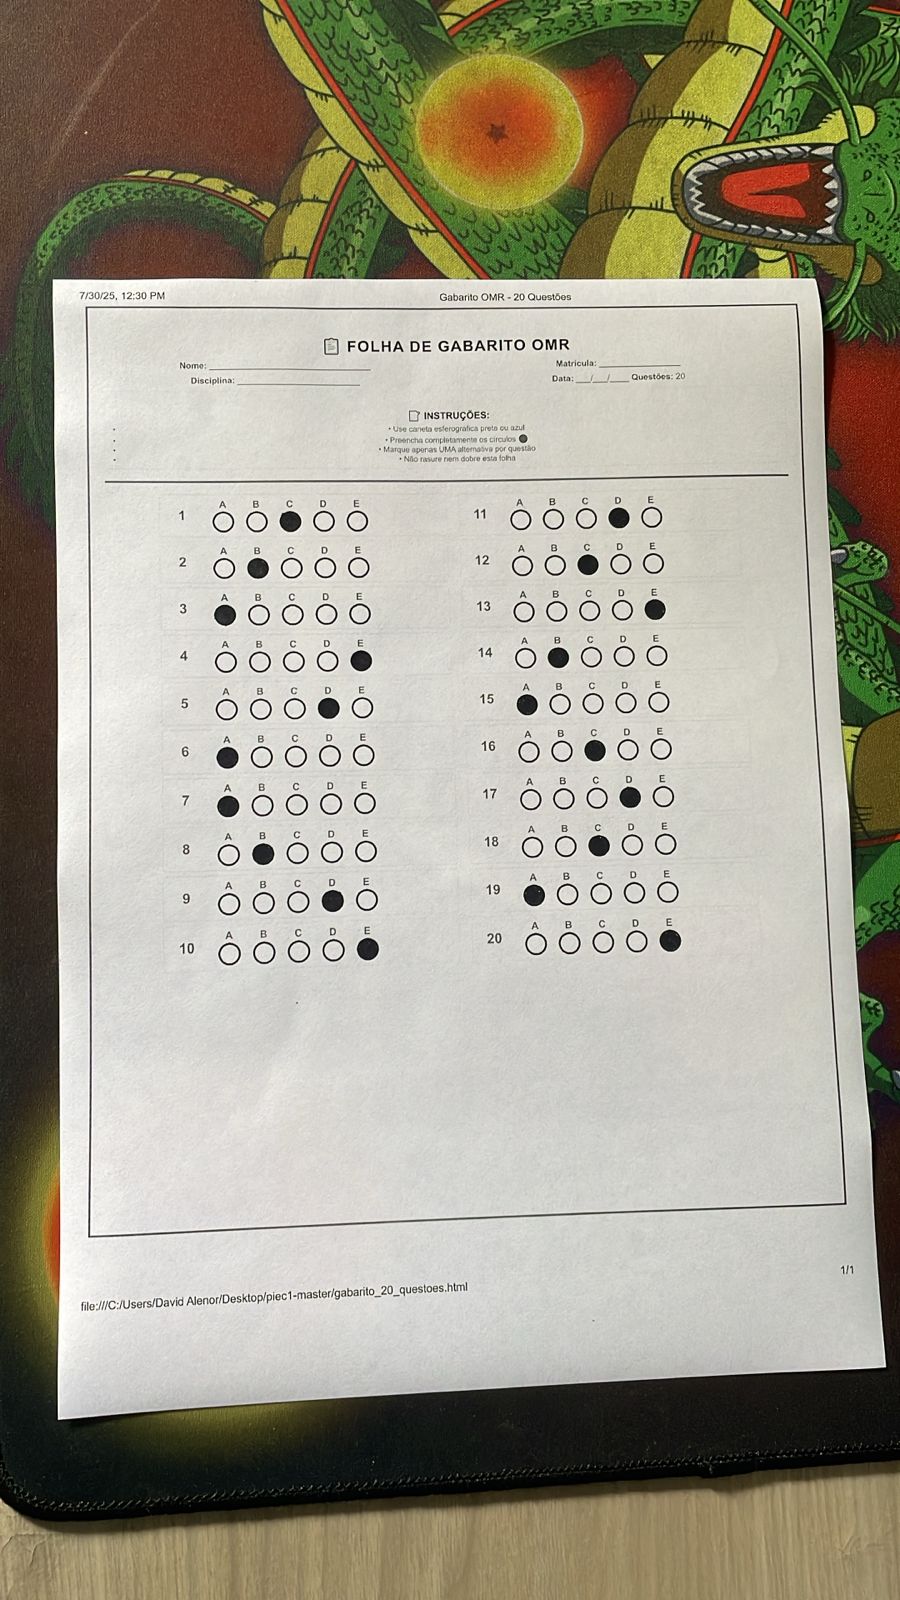 7/30/25, 12:30 PM Gabarito OMR - 20 Questões
FOLHA DE GABARITO OMR
Nome: ____________________ Matrícula: ____________________
Disciplina: ____________________ Data: ___/___/____ Questões: 20
INSTRUÇÕES:
• Use caneta esferográfica preta ou azul
• Preencha completamente os círculos
• Marque apenas UMA alternativa por questão
• Não rasure nem dobre esta folha
A B C D E A B C D E
1 11
A B C D E A B C D E
2 12
A B C D E A B C D E
3 13
A B C D E A B C D E
4 14
A B C D E A B C D E
5 15
A B C D E A B C D E
6 16
A B C D E A B C D E
7 17
A B C D E A B C D E
8 18
A B C D E A B C D E
9 19
A B C D E A B C D E
10 20
1/1
file:///C:/Users/David Alenor/Desktop/piec1-master/gabarito_20_questoes.html